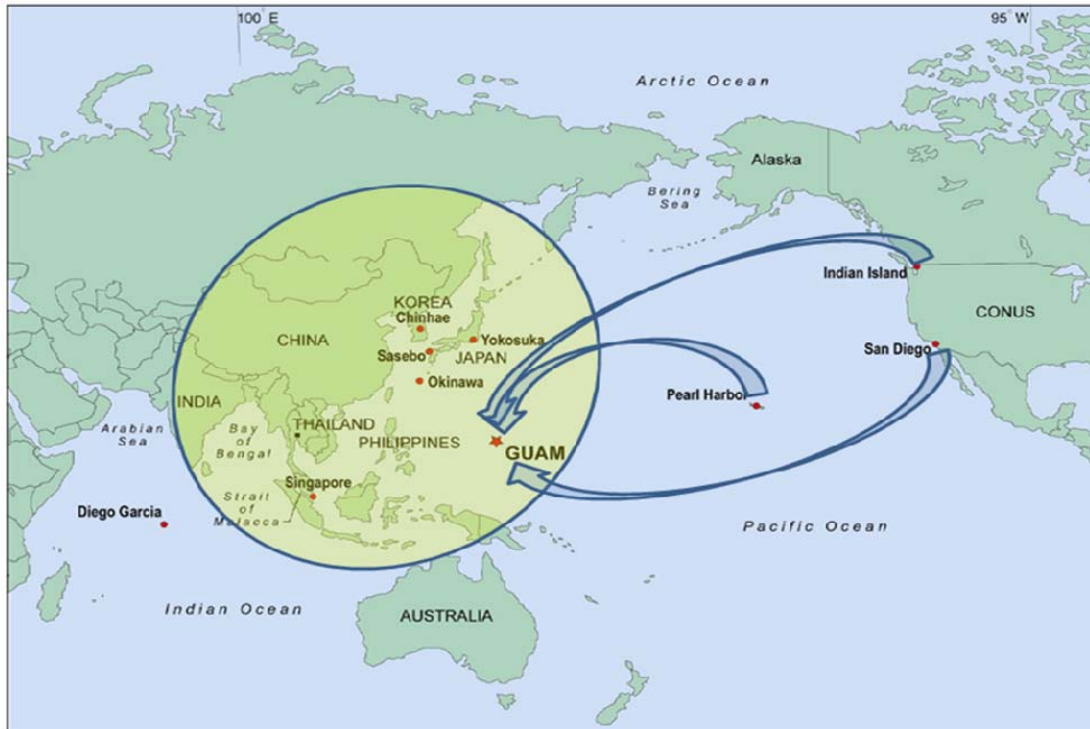 100 E
95 W
Arctic Ocean
Alaska
Bering
Sea
Indian Island
CONUS
KOREA
Chinhae
CHINA
Yokosuka
Sasebo
JAPAN
San Diego
Okinawa
Pearl Harbor
INDIA
Arabian
Sea
Bay
of
Bengal
THAILAND
PHILIPPINES
GUAM
Singapore
Strait
of
Malacca
Diego Garcia
Pacific Ocean
Indian Ocean
AUSTRALIA